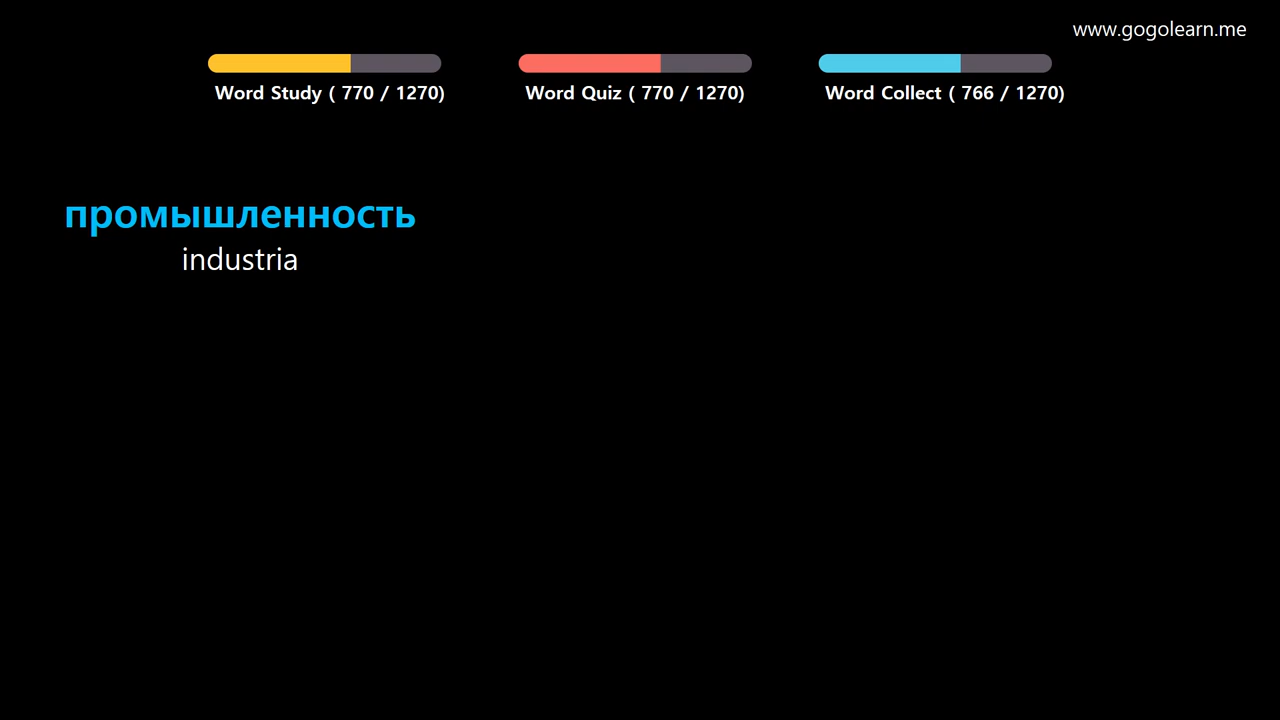 www.gogolearn.me
Word Study ( 770 / 1270)
Word Quiz ( 770 / 1270)
Word Collect ( 766 / 1270)
промышленность
industria